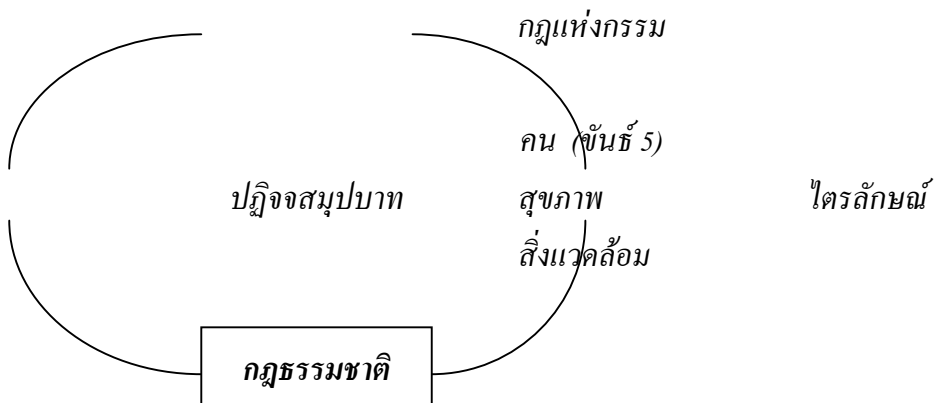 กฎแห่งกรรม
คน (ขันธ์ 5)
ปฏิจจสมุปบาท สุขภาพ ไตรลักษณ์
สิ่งแวดล้อม
กฎธรรมชาติ